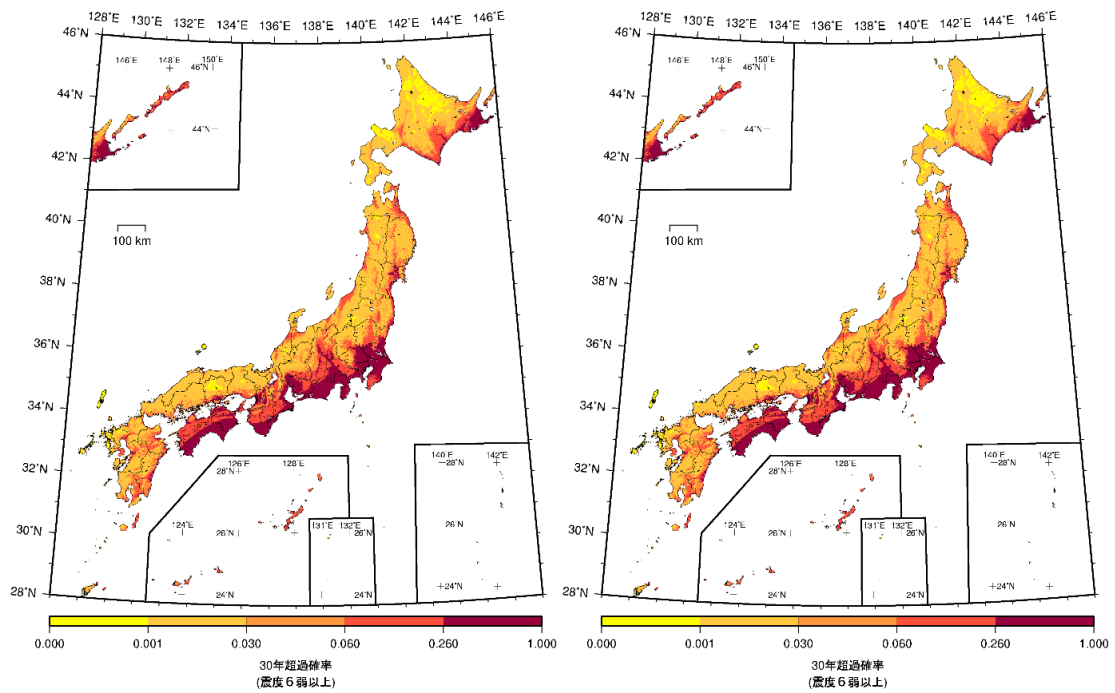 128°E 130°E 132°E 134°E 136°E 138°E 140°E 142°E 144°E 146°E
46°N
44°N
42°N
40°N
38°N
36°N
34°N
32°N
30°N
28°N
146°E 148°E 150°E
46°N
44°N
100 km
126°E 128°E
28°N
124°E
26°N
24°N
131°E 132°E
26°N
24°N
140°E 142°E
28°N
26°N
24°N
0.000 0.001 0.030 0.060 0.260 1.000
30年超過確率
(震度6弱以上)
128°E 130°E 132°E 134°E 136°E 138°E 140°E 142°E 144°E 146°E
46°N
44°N
42°N
40°N
38°N
36°N
34°N
32°N
30°N
28°N
146°E 148°E 150°E
46°N
44°N
100 km
126°E 128°E
28°N
124°E
26°N
24°N
131°E 132°E
26°N
24°N
140°E 142°E
28°N
26°N
24°N
0.000 0.001 0.030 0.060 0.260 1.000
30年超過確率
(震度6弱以上)